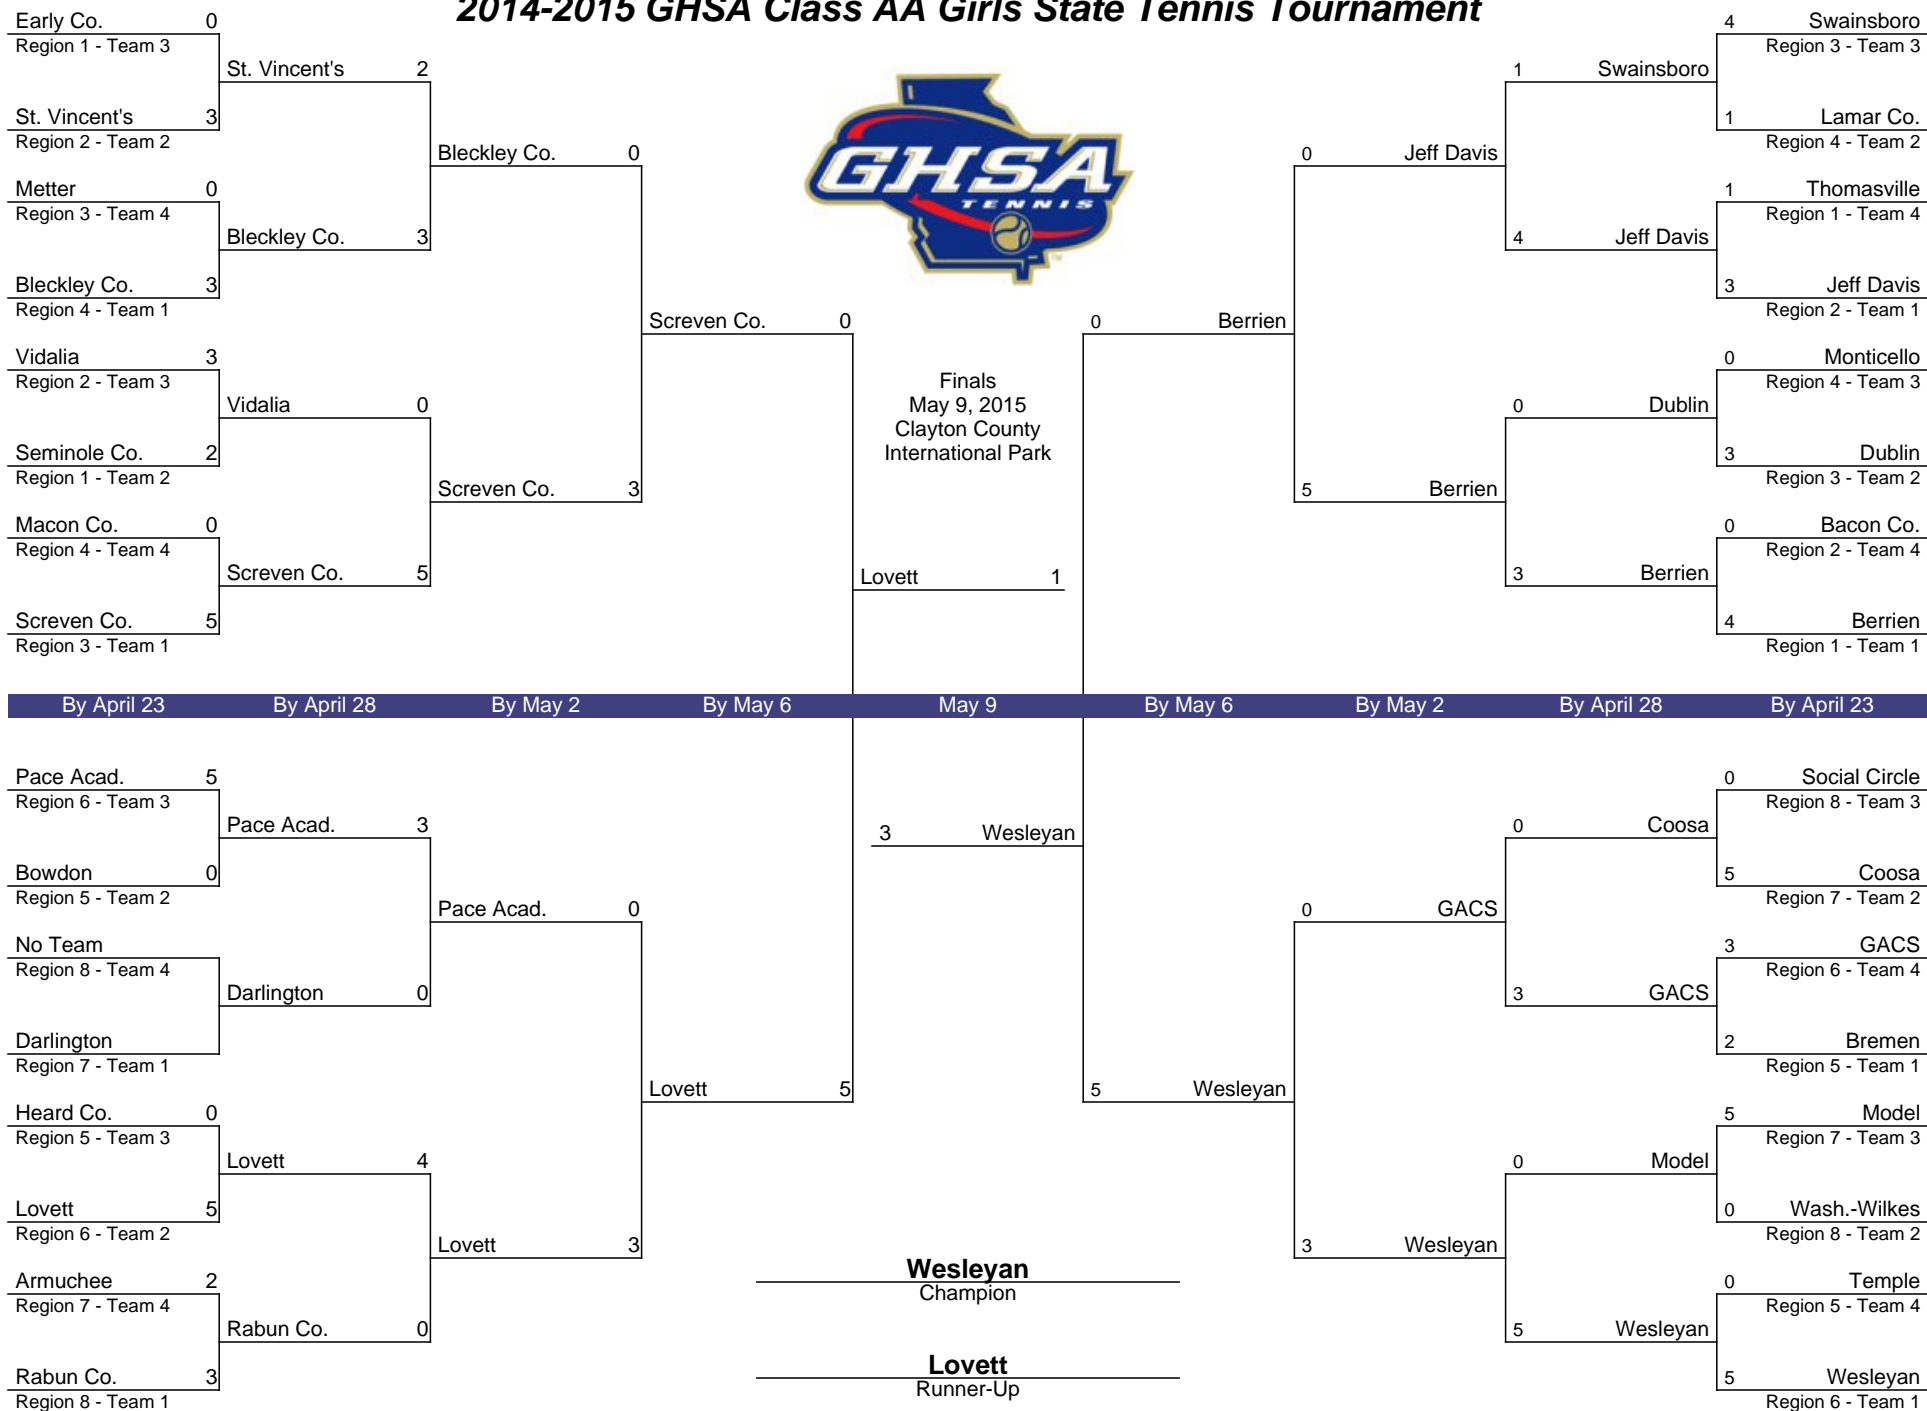 2014-2015 GHSA Class AA Girls State Tennis Tournament
Early Co. 0
Region 1 - Team 3
St. Vincent's 3
Region 2 - Team 2
Metter 0
Region 3 - Team 4
Bleckley Co. 3
Region 4 - Team 1
Vidalia 3
Region 2 - Team 3
Seminole Co. 2
Region 1 - Team 2
Macon Co. 0
Region 4 - Team 4
Screven Co. 5
Region 3 - Team 1
St. Vincent's 2
Bleckley Co. 3
Vidalia 0
Screven Co. 5
Bleckley Co. 0
Screven Co. 3
Screven Co. 0
GHSA
TENNIS
TM
Finals
May 9, 2015
Clayton County
International Park
Lovett 1
0 Berrien
0 Jeff Davis
5 Berrien
1 Swainsboro
4 Jeff Davis
0 Dublin
3 Berrien
4 Swainsboro
Region 3 - Team 3
1 Lamar Co.
Region 4 - Team 2
1 Thomasville
Region 1 - Team 4
3 Jeff Davis
Region 2 - Team 1
0 Monticello
Region 4 - Team 3
3 Dublin
Region 3 - Team 2
0 Bacon Co.
Region 2 - Team 4
4 Berrien
Region 1 - Team 1
By April 23 By April 28 By May 2 By May 6 May 9 By May 6 By May 2 By April 28 By April 23
Pace Acad. 5
Region 6 - Team 3
Bowdon 0
Region 5 - Team 2
No Team
Region 8 - Team 4
Darlington
Region 7 - Team 1
Heard Co. 0
Region 5 - Team 3
Lovett 5
Region 6 - Team 2
Armuchee 2
Region 7 - Team 4
Rabun Co. 3
Region 8 - Team 1
Pace Acad. 3
Darlington 0
Lovett 4
Rabun Co. 0
Pace Acad. 0
Lovett 3
Lovett 5
3 Wesleyan
5 Wesleyan
0 GACS
3 Wesleyan
0 Coosa
3 GACS
0 Model
5 Wesleyan
0 Social Circle
Region 8 - Team 3
5 Coosa
Region 7 - Team 2
3 GACS
Region 6 - Team 4
2 Bremen
Region 5 - Team 1
5 Model
Region 7 - Team 3
0 Wash.-Wilkes
Region 8 - Team 2
0 Temple
Region 5 - Team 4
5 Wesleyan
Region 6 - Team 1
Wesleyan
Champion
Lovett
Runner-Up